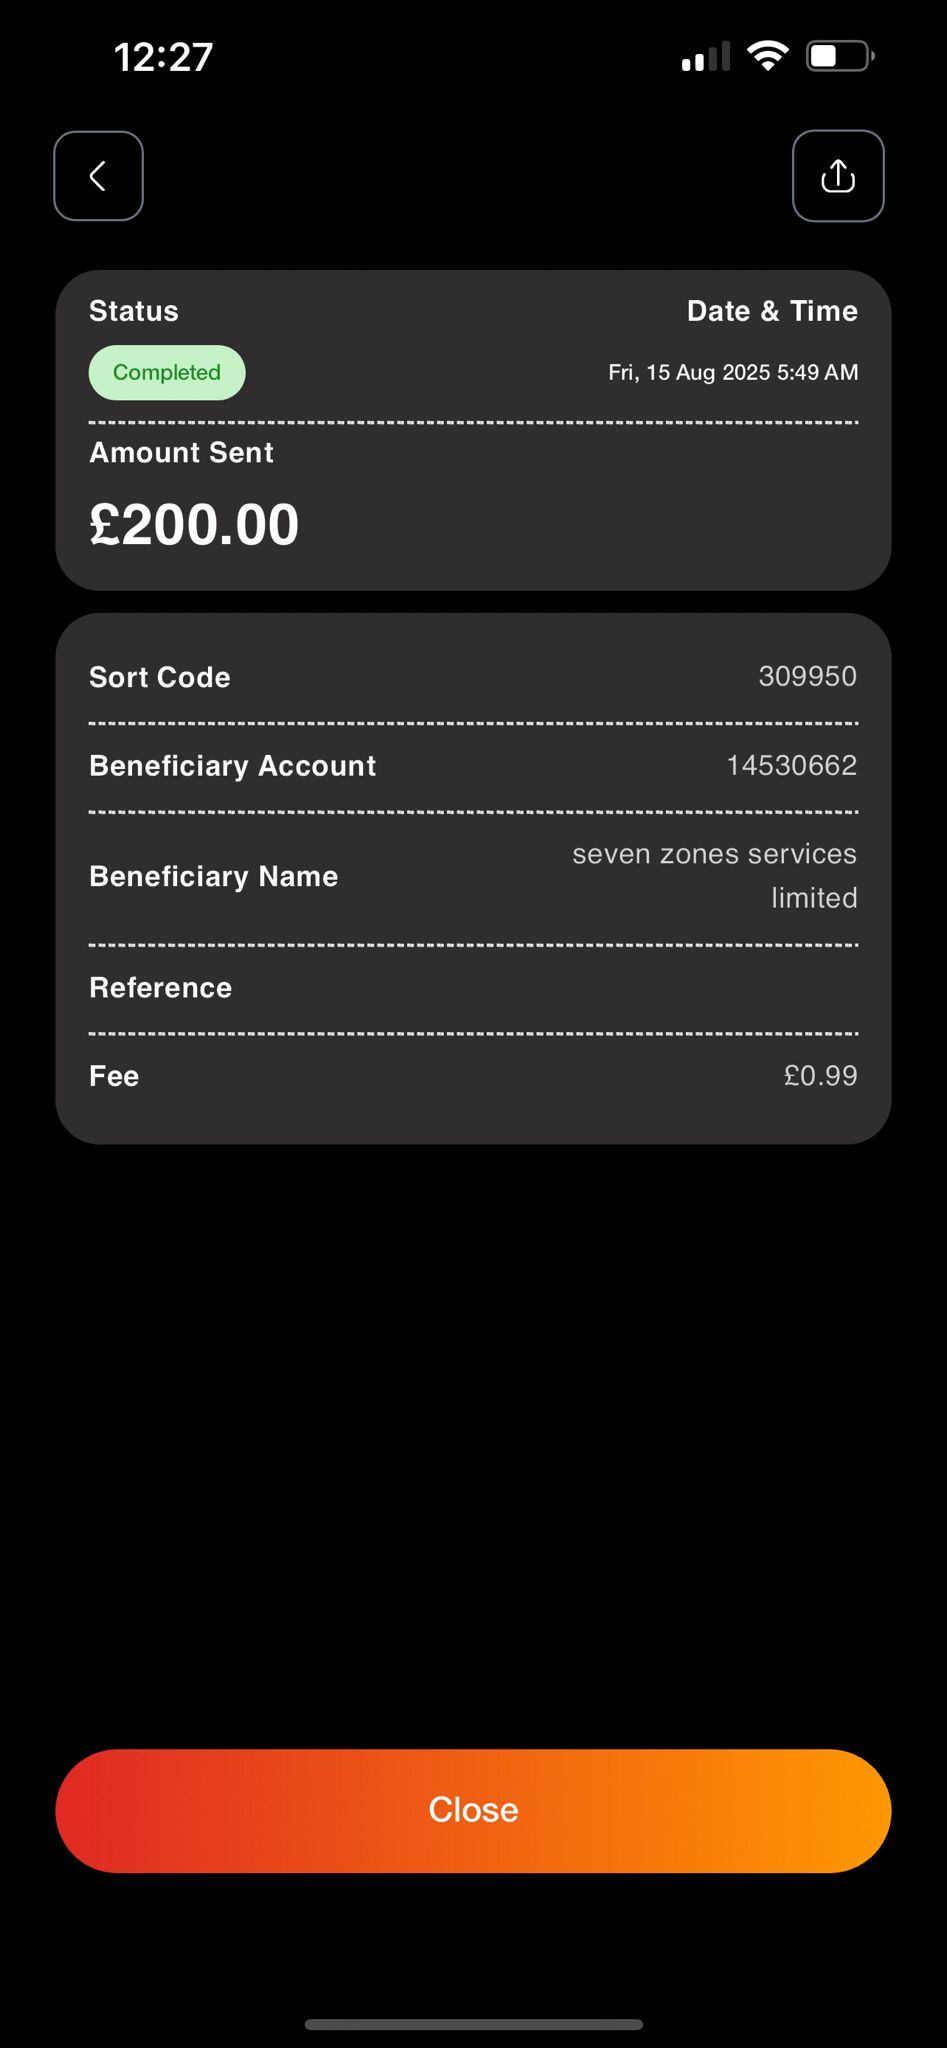 12:27
Status
Date & Time
Completed
Fri, 15 Aug 2025 5:49 AM
Amount Sent
£200.00
Sort Code
309950
Beneficiary Account
14530662
Beneficiary Name
seven zones services
limited
Reference
Fee
£0.99
Close